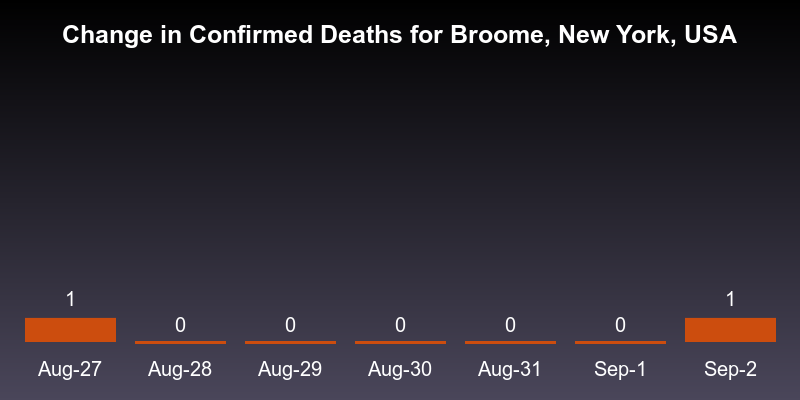 Change in Confirmed Deaths for Broome, New York, USA
1
0
0
0
0
0
1
Aug-27
Aug-28
Aug-29
Aug-30
Aug-31
Sep-1
Sep-2